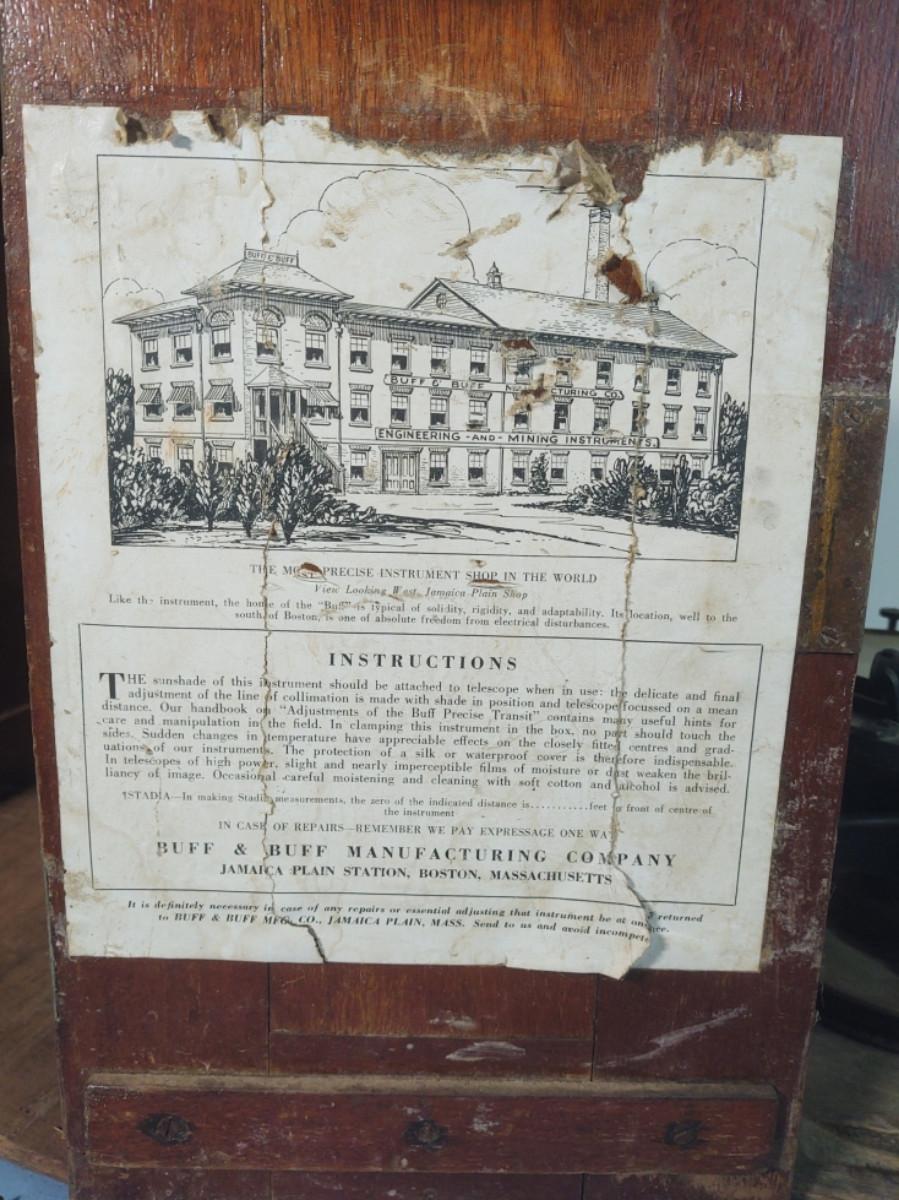 BUFF & BUFF
BUFF & BUFF TURING CO.
ENGINEERING - AND - MINING INSTRUMENTS.
THE MOST PRECISE INSTRUMENT SHOP IN THE WORLD
View Looking West, Jamaica Plain Shop
Like the instrument, the home of the "Buff" is typical of solidity, rigidity, and adaptability. Its location, well to the
south of Boston, is one of absolute freedom from electrical disturbances.
INSTRUCTIONS
THE sunshade of this instrument should be attached to telescope when in use: the delicate and final
adjustment of the line of collimation is made with shade in position and telescope focussed on a mean
distance. Our handbook on "Adjustments of the Buff Precise Transit" contains many useful hints for
care and manipulation in the field. In clamping this instrument in the box, no part should touch the
sides. Sudden changes in temperature have appreciable effects on the closely fitted centres and grad-
uations of our instruments. The protection of a silk or waterproof cover is therefore indispensable.
In telescopes of high power, slight and nearly imperceptible films of moisture or dust weaken the bril-
liancy of image. Occasional careful moistening and cleaning with soft cotton and alcohol is advised.
*STADIA—In making Stadia measurements, the zero of the indicated distance is...........feet in front of centre of
the instrument
IN CASE OF REPAIRS—REMEMBER WE PAY EXPRESSAGE ONE WA
BUFF & BUFF MANUFACTURING COMPANY
JAMAICA PLAIN STATION, BOSTON, MASSACHUSETTS
It is definitely necessary in case of any repairs or essential adjusting that instrument be at once returned
to BUFF & BUFF MFG. CO., JAMAICA PLAIN, MASS. Send to us and avoid incompetence.